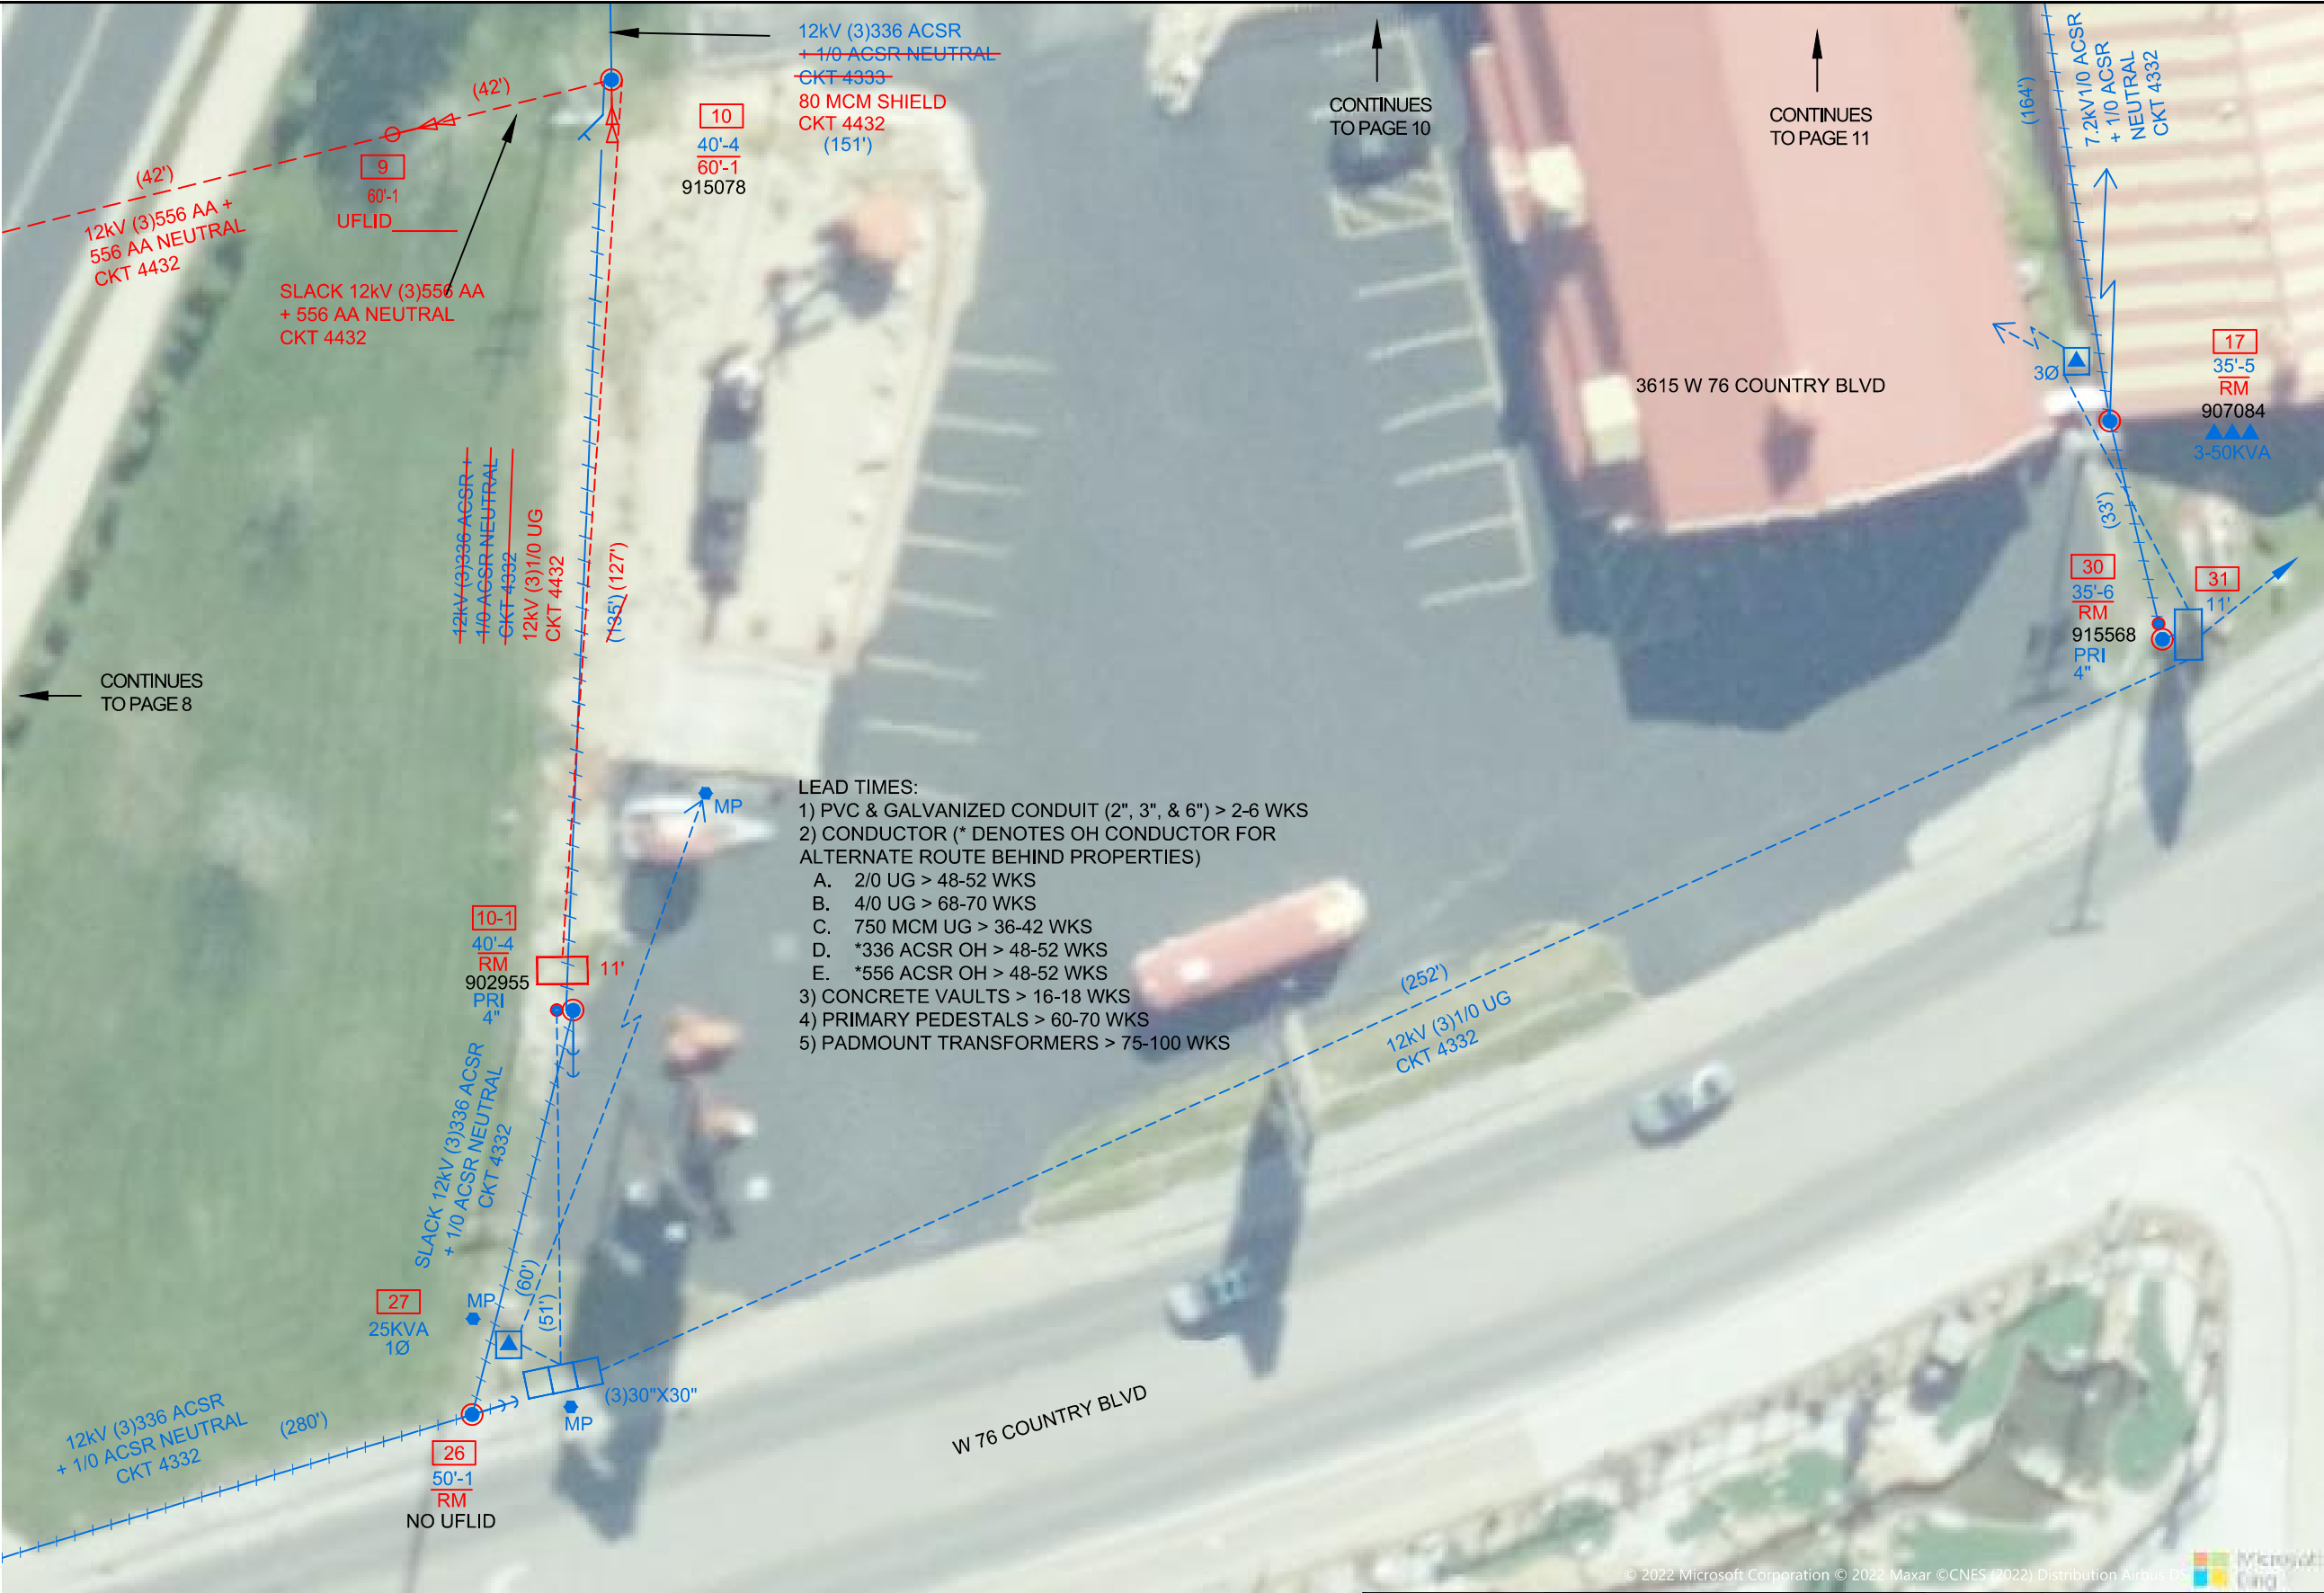 12kV (3)336 ACSR
+ 1/0 ACSR NEUTRAL
CKT 4333
80 MCM SHIELD
CKT 4432
(151')
(42')
10
40'-4
60'-1
915078
9
60'-1
UFLID
(42')
12kV (3)556 AA +
556 AA NEUTRAL
CKT 4432
SLACK 12kV (3)556 AA
+ 556 AA NEUTRAL
CKT 4432
CONTINUES
TO PAGE 10
CONTINUES
TO PAGE 11
(164')
7.2kV1/0 ACSR
+ 1/0 ACSR
NEUTRAL
CKT 4332
3615 W 76 COUNTRY BLVD
3Ø
17
35'-5
RM
907084
3-50KVA
(33')
30
35'-6
RM
915568
PRI
4"
31
11'
12kV (3)336 ACSR +
1/0 ACSR NEUTRAL
CKT 4332
12kV (3)1/0 UG
CKT 4432
(135') (127')
CONTINUES
TO PAGE 8
MP
LEAD TIMES:
1) PVC & GALVANIZED CONDUIT (2", 3", & 6") > 2-6 WKS
2) CONDUCTOR (* DENOTES OH CONDUCTOR FOR
ALTERNATE ROUTE BEHIND PROPERTIES)
A. 2/0 UG > 48-52 WKS
B. 4/0 UG > 68-70 WKS
C. 750 MCM UG > 36-42 WKS
D. *336 ACSR OH > 48-52 WKS
E. *556 ACSR OH > 48-52 WKS
3) CONCRETE VAULTS > 16-18 WKS
4) PRIMARY PEDESTALS > 60-70 WKS
5) PADMOUNT TRANSFORMERS > 75-100 WKS
10-1
40'-4
RM
902955
PRI
4"
11'
(252')
12kV (3)1/0 UG
CKT 4332
SLACK 12kV (3)336 ACSR
+ 1/0 ACSR NEUTRAL
CKT 4332
(60')
(51')
27
25KVA
1Ø
MP
(3)30"X30"
MP
12kV (3)336 ACSR
+ 1/0 ACSR NEUTRAL
CKT 4332
(280')
26
50'-1
RM
NO UFLID
W 76 COUNTRY BLVD
© 2022 Microsoft Corporation © 2022 Maxar ©CNES (2022) Distribution Airbus DS
Microsoft